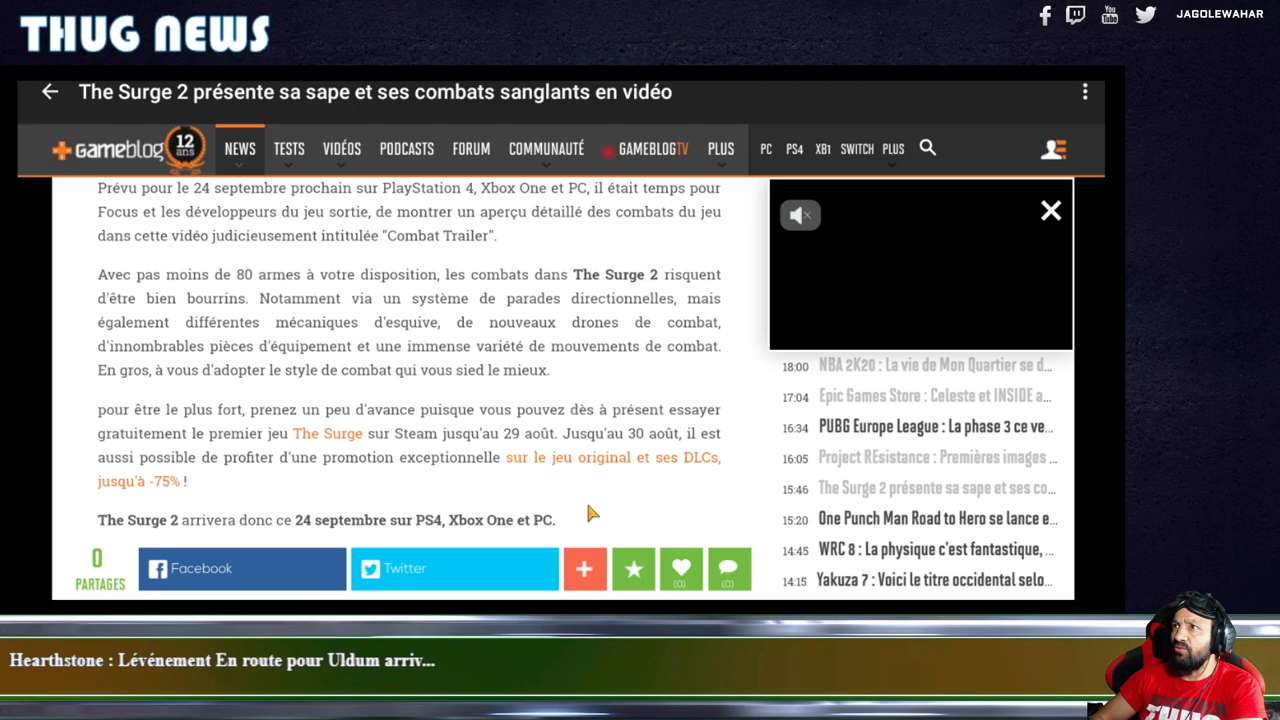 THUG NEWS
JAGOLEWAHAR
The Surge 2 présente sa sape et ses combats sanglants en vidéo
gameblog 12 ans NEWS TESTS VIDÉOS PODCASTS FORUM COMMUNAUTÉ GAMEBLOGTV PLUS PC PS4 XB1 SWITCH PLUS
Prévu pour le 24 septembre prochain sur PlayStation 4, Xbox One et PC, il était temps pour
Focus et les développeurs du jeu sortie, de montrer un aperçu détaillé des combats du jeu
dans cette vidéo judicieusement intitulée "Combat Trailer".
Avec pas moins de 80 armes à votre disposition, les combats dans The Surge 2 risquent
d'être bien bourrins. Notamment via un système de parades directionnelles, mais
également différentes mécaniques d'esquive, de nouveaux drones de combat,
d'innombrables pièces d'équipement et une immense variété de mouvements de combat.
En gros, à vous d'adopter le style de combat qui vous sied le mieux.
pour être le plus fort, prenez un peu d'avance puisque vous pouvez dès à présent essayer
gratuitement le premier jeu The Surge sur Steam jusqu'au 29 août. Jusqu'au 30 août, il est
aussi possible de profiter d'une promotion exceptionnelle sur le jeu original et ses DLCs,
jusqu'à -75% !
The Surge 2 arrivera donc ce 24 septembre sur PS4, Xbox One et PC.
0
PARTAGES
Facebook
Twitter
(0)
(0)
18:00 NBA 2K20 : La vie de Mon Quartier se d...
17:04 Epic Games Store : Celeste et INSIDE a...
16:34 PUBG Europe League : La phase 3 ce ve...
16:05 Project REsistance : Premières images ...
15:46 The Surge 2 présente sa sape et ses co...
15:20 One Punch Man Road to Hero se lance e...
14:45 WRC 8 : La physique c'est fantastique, ...
14:15 Yakuza 7 : Voici le titre occidental selo...
Hearthstone : Lévénement En route pour Uldum arriv...